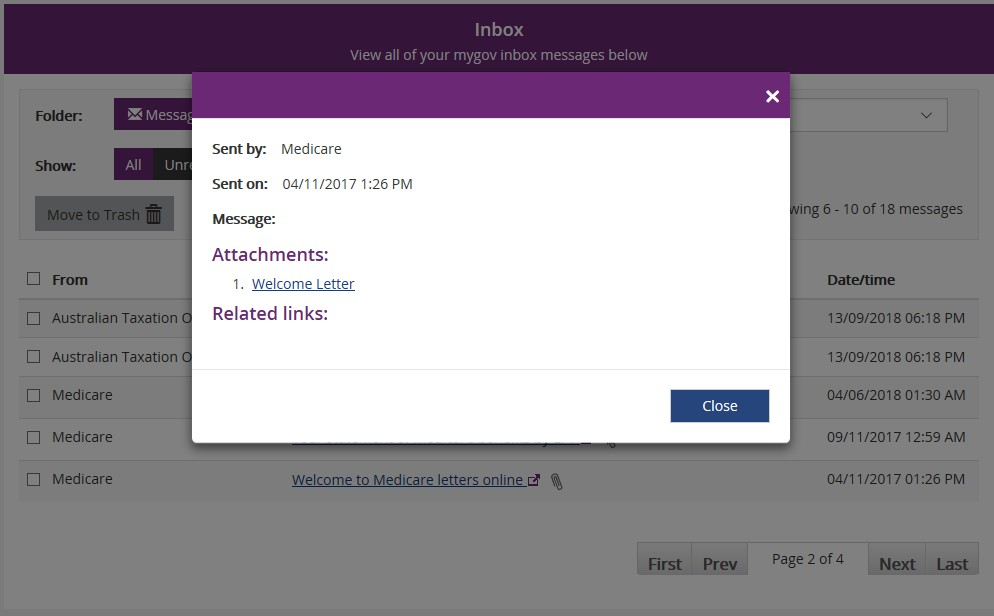 Inbox
View all of your mygov inbox messages below
Folder:
Messag
Sent by: Medicare
Show:
All
Unre
Sent on: 04/11/2017 1:26 PM
Move to Trash
Message:
wing 6 - 10 of 18 messages
Attachments:
1. Welcome Letter
Related links:
Close
From
Date/time
Australian Taxation O
13/09/2018 06:18 PM
Australian Taxation O
13/09/2018 06:18 PM
Medicare
04/06/2018 01:30 AM
Medicare
09/11/2017 12:59 AM
Medicare
Welcome to Medicare letters online
04/11/2017 01:26 PM
First
Prev
Page 2 of 4
Next
Last